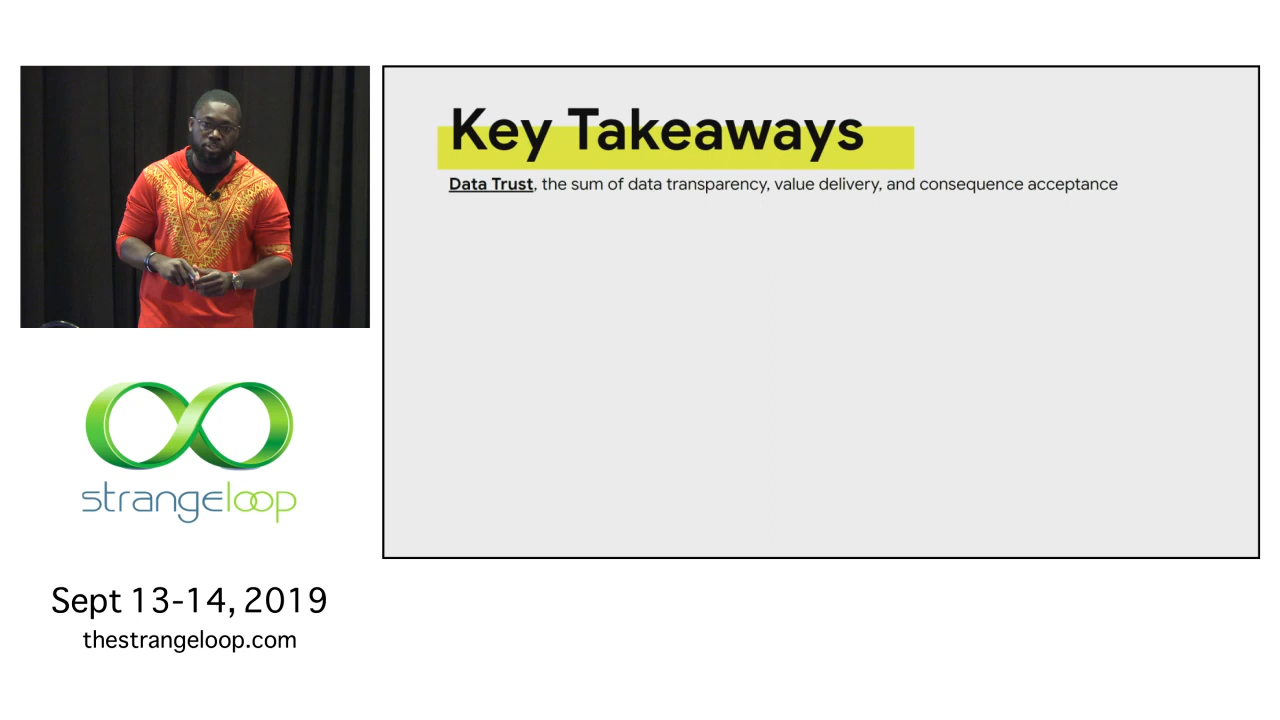 Key Takeaways
Data Trust, the sum of data transparency, value delivery, and consequence acceptance
strangeloop
Sept 13-14, 2019
thestrangeloop.com